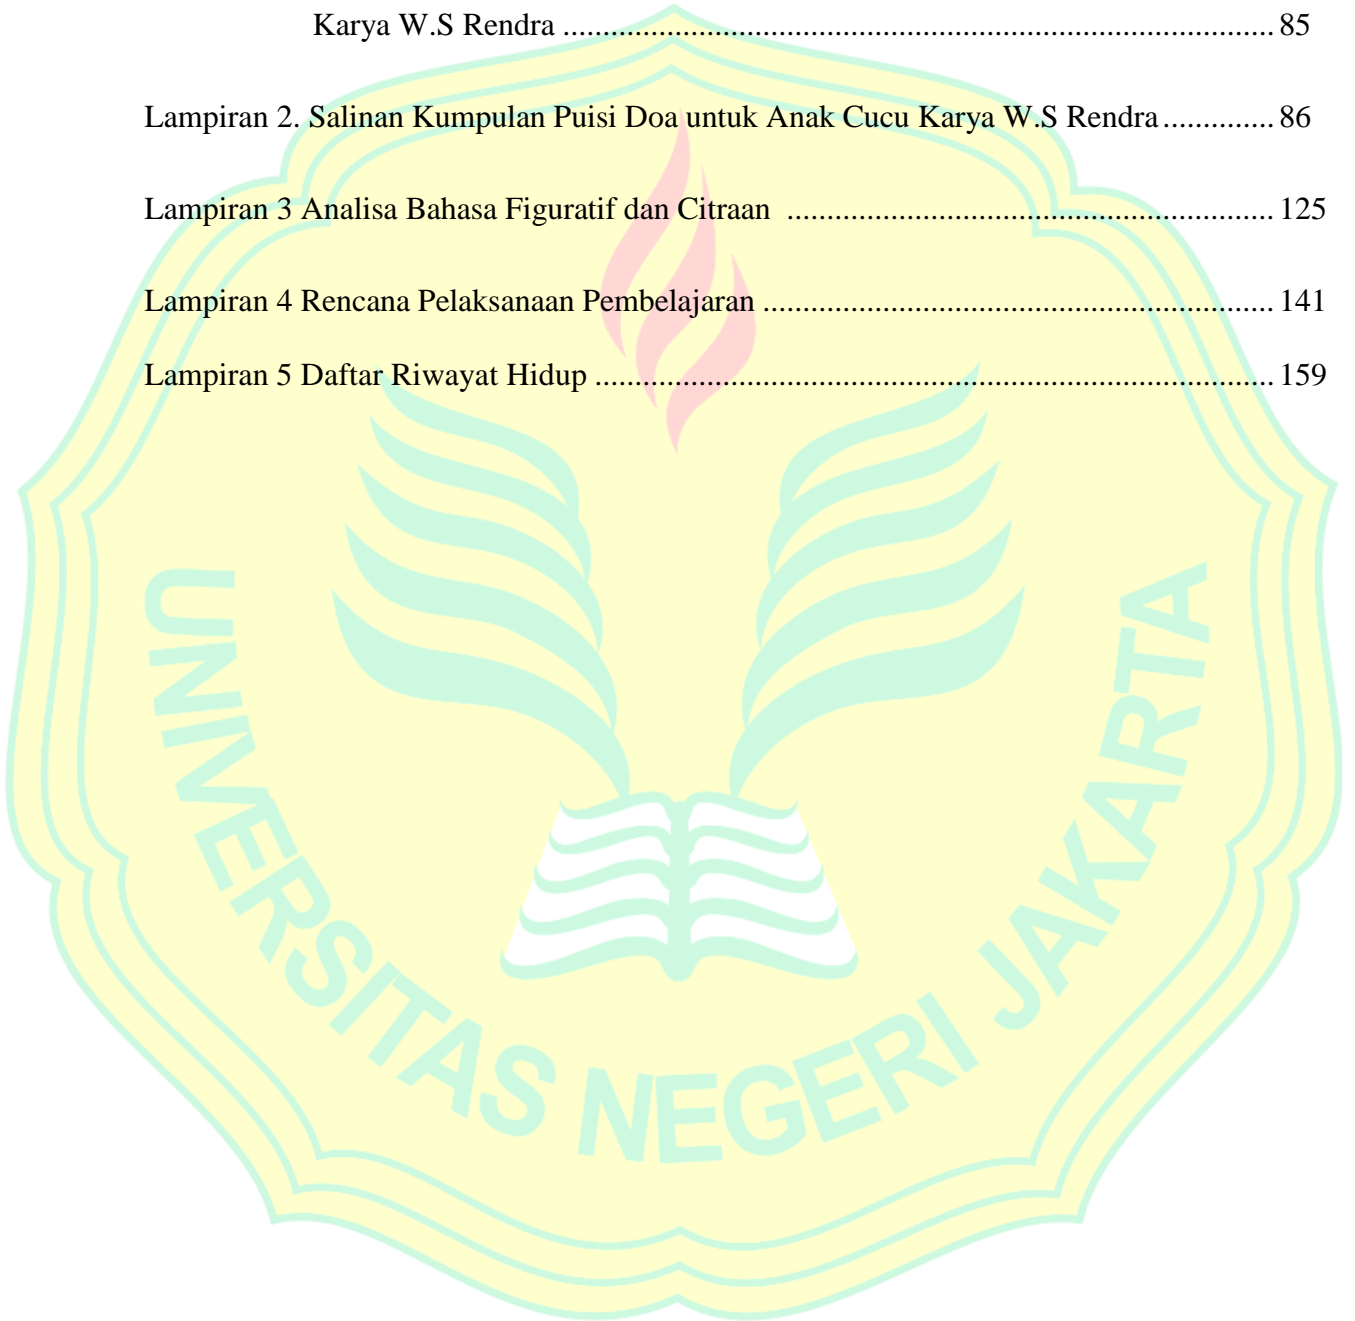 Karya W.S Rendra ........................................................................................... 85
Lampiran 2. Salinan Kumpulan Puisi Doa untuk Anak Cucu Karya W.S Rendra .............. 86
Lampiran 3 Analisa Bahasa Figuratif dan Citraan .............................................................. 125
Lampiran 4 Rencana Pelaksanaan Pembelajaran ................................................................. 141
Lampiran 5 Daftar Riwayat Hidup ....................................................................................... 159
UNIVERSITAS NEGERI JAKARTA